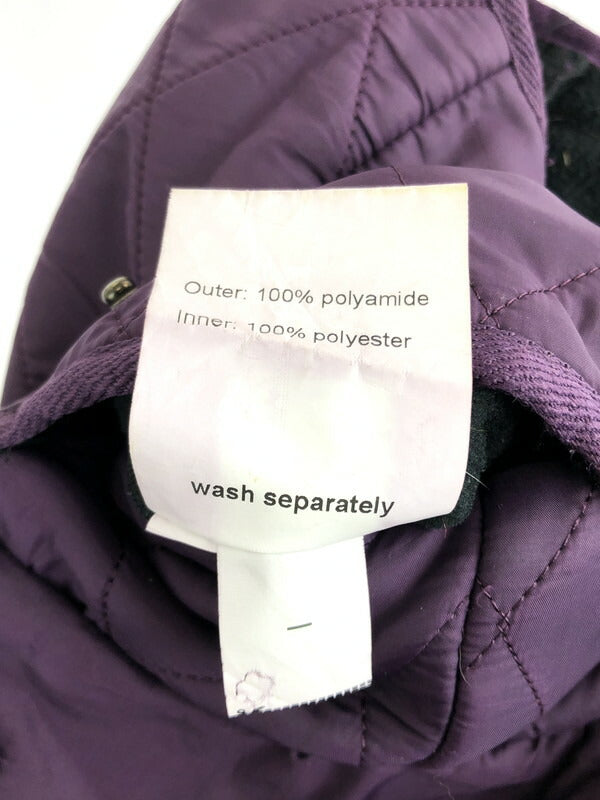 Outer: 100% polyamide
Inner: 100% polyester
wash separately